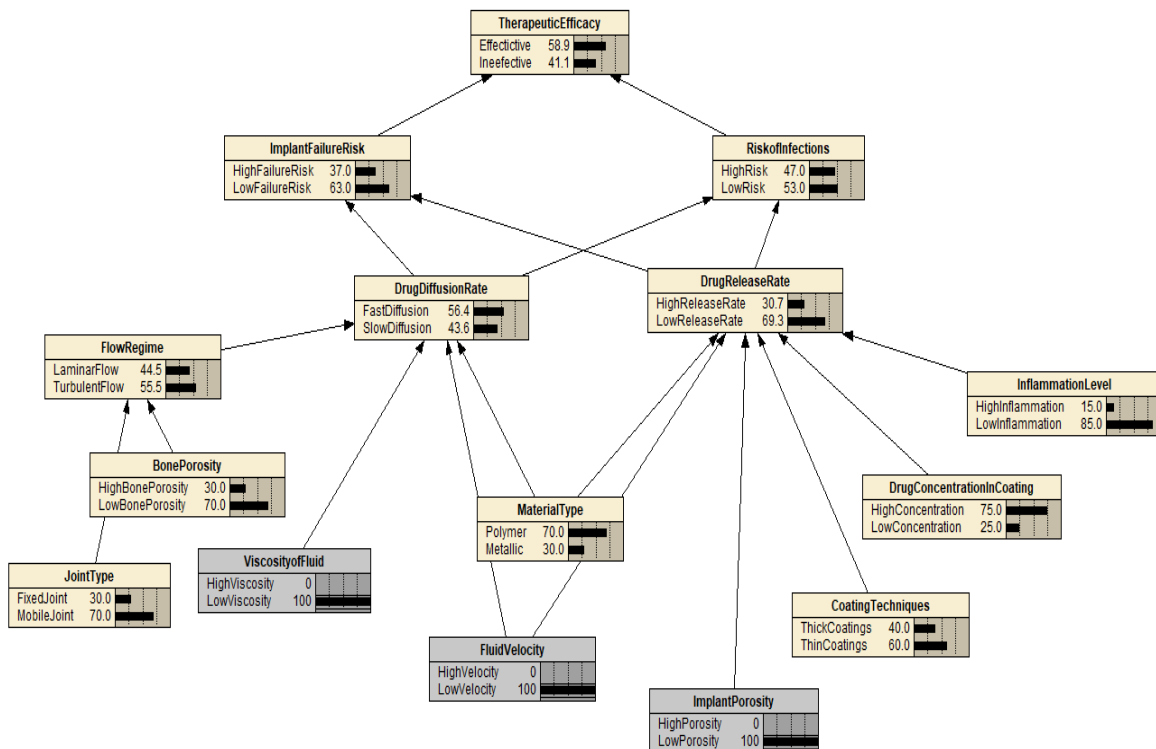 TherapeuticEfficacy
Effectictive 58.9
Ineefective 41.1
ImplantFailureRisk
HighFailureRisk 37.0
LowFailureRisk 63.0
RiskofInfections
HighRisk 47.0
LowRisk 53.0
DrugDiffusionRate
FastDiffusion 56.4
SlowDiffusion 43.6
DrugReleaseRate
HighReleaseRate 30.7
LowReleaseRate 69.3
FlowRegime
LaminarFlow 44.5
TurbulentFlow 55.5
InflammationLevel
HighInflammation 15.0
LowInflammation 85.0
BonePorosity
HighBonePorosity 30.0
LowBonePorosity 70.0
DrugConcentrationInCoating
HighConcentration 75.0
LowConcentration 25.0
MaterialType
Polymer 70.0
Metallic 30.0
ViscosityofFluid
HighViscosity 0
LowViscosity 100
JointType
FixedJoint 30.0
MobileJoint 70.0
CoatingTechniques
ThickCoatings 40.0
ThinCoatings 60.0
FluidVelocity
HighVelocity 0
LowVelocity 100
ImplantPorosity
HighPorosity 0
LowPorosity 100